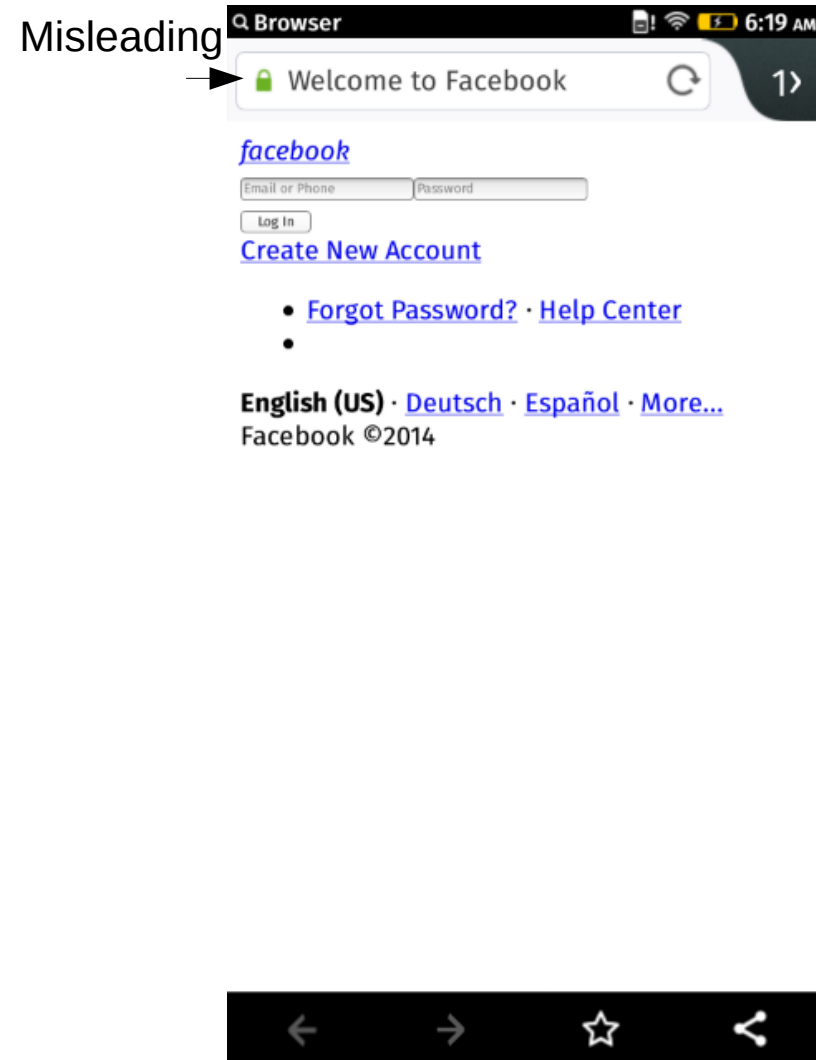 Misleading
Browser ! 6:19 AM
Welcome to Facebook 1
facebook
Email or Phone Password
Log In
Create New Account
• Forgot Password? · Help Center
•
English (US) · Deutsch · Español · More...
Facebook ©2014